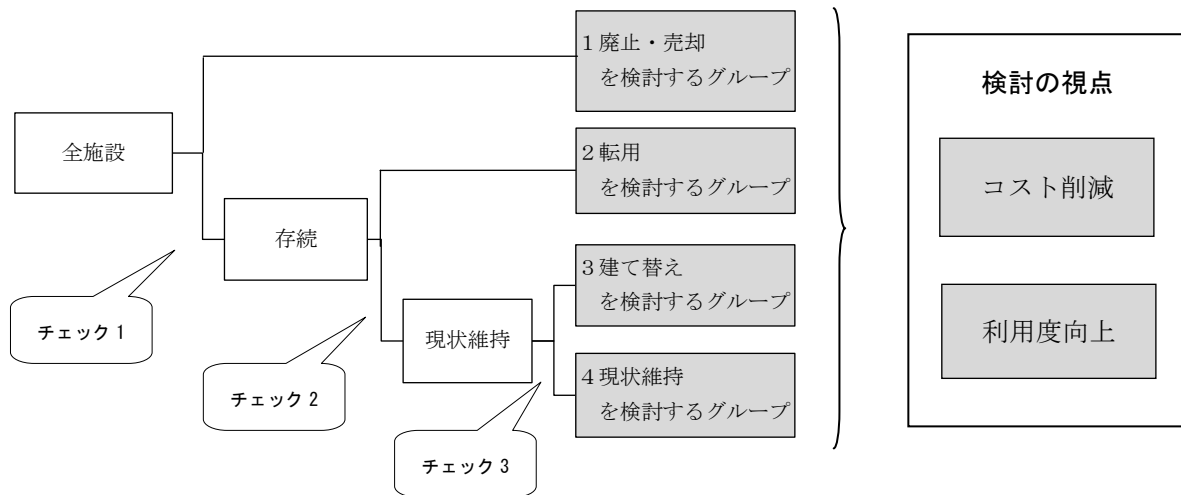 1 廃止・売却
を検討するグループ
全施設
2 転用
を検討するグループ
存続
3 建て替え
を検討するグループ
現状維持
4 現状維持
を検討するグループ
チェック 1
チェック 2
チェック 3
検討の視点
コスト削減
利用度向上